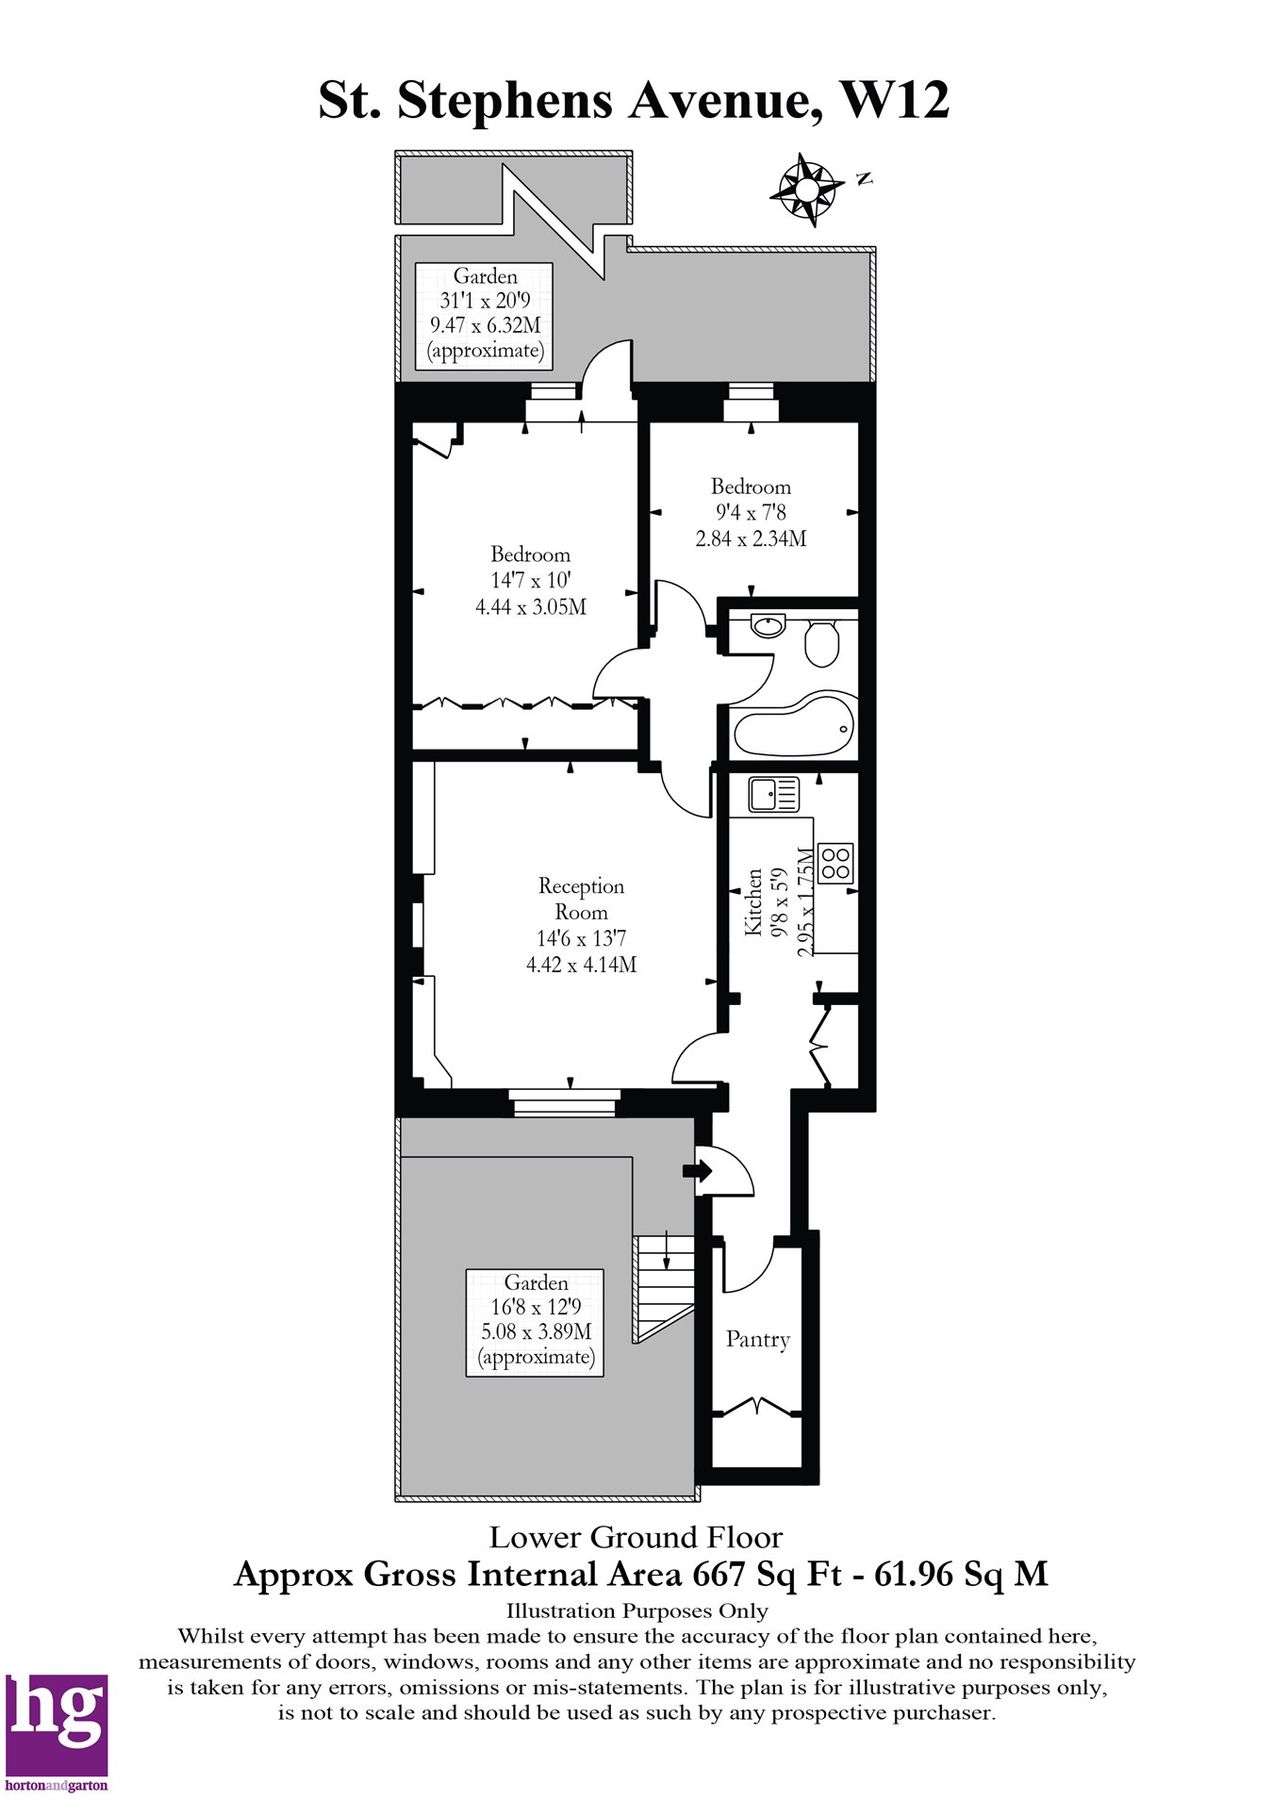 St. Stephens Avenue, W12
N
Garden
31'1 x 20'9
9.47 x 6.32M
(approximate)
Bedroom
9'4 x 7'8
2.84 x 2.34M
Bedroom
14'7 x 10'
4.44 x 3.05M
Reception
Room
14'6 x 13'7
4.42 x 4.14M
Kitchen
9'8 x 5'9
2.95 x 1.75M
Garden
16'8 x 12'9
5.08 x 3.89M
(approximate)
Pantry
Lower Ground Floor
Approx Gross Internal Area 667 Sq Ft - 61.96 Sq M
Illustration Purposes Only
Whilst every attempt has been made to ensure the accuracy of the floor plan contained here,
measurements of doors, windows, rooms and any other items are approximate and no responsibility
is taken for any errors, omissions or mis-statements. The plan is for illustrative purposes only,
is not to scale and should be used as such by any prospective purchaser.
hg
hortonandgarton